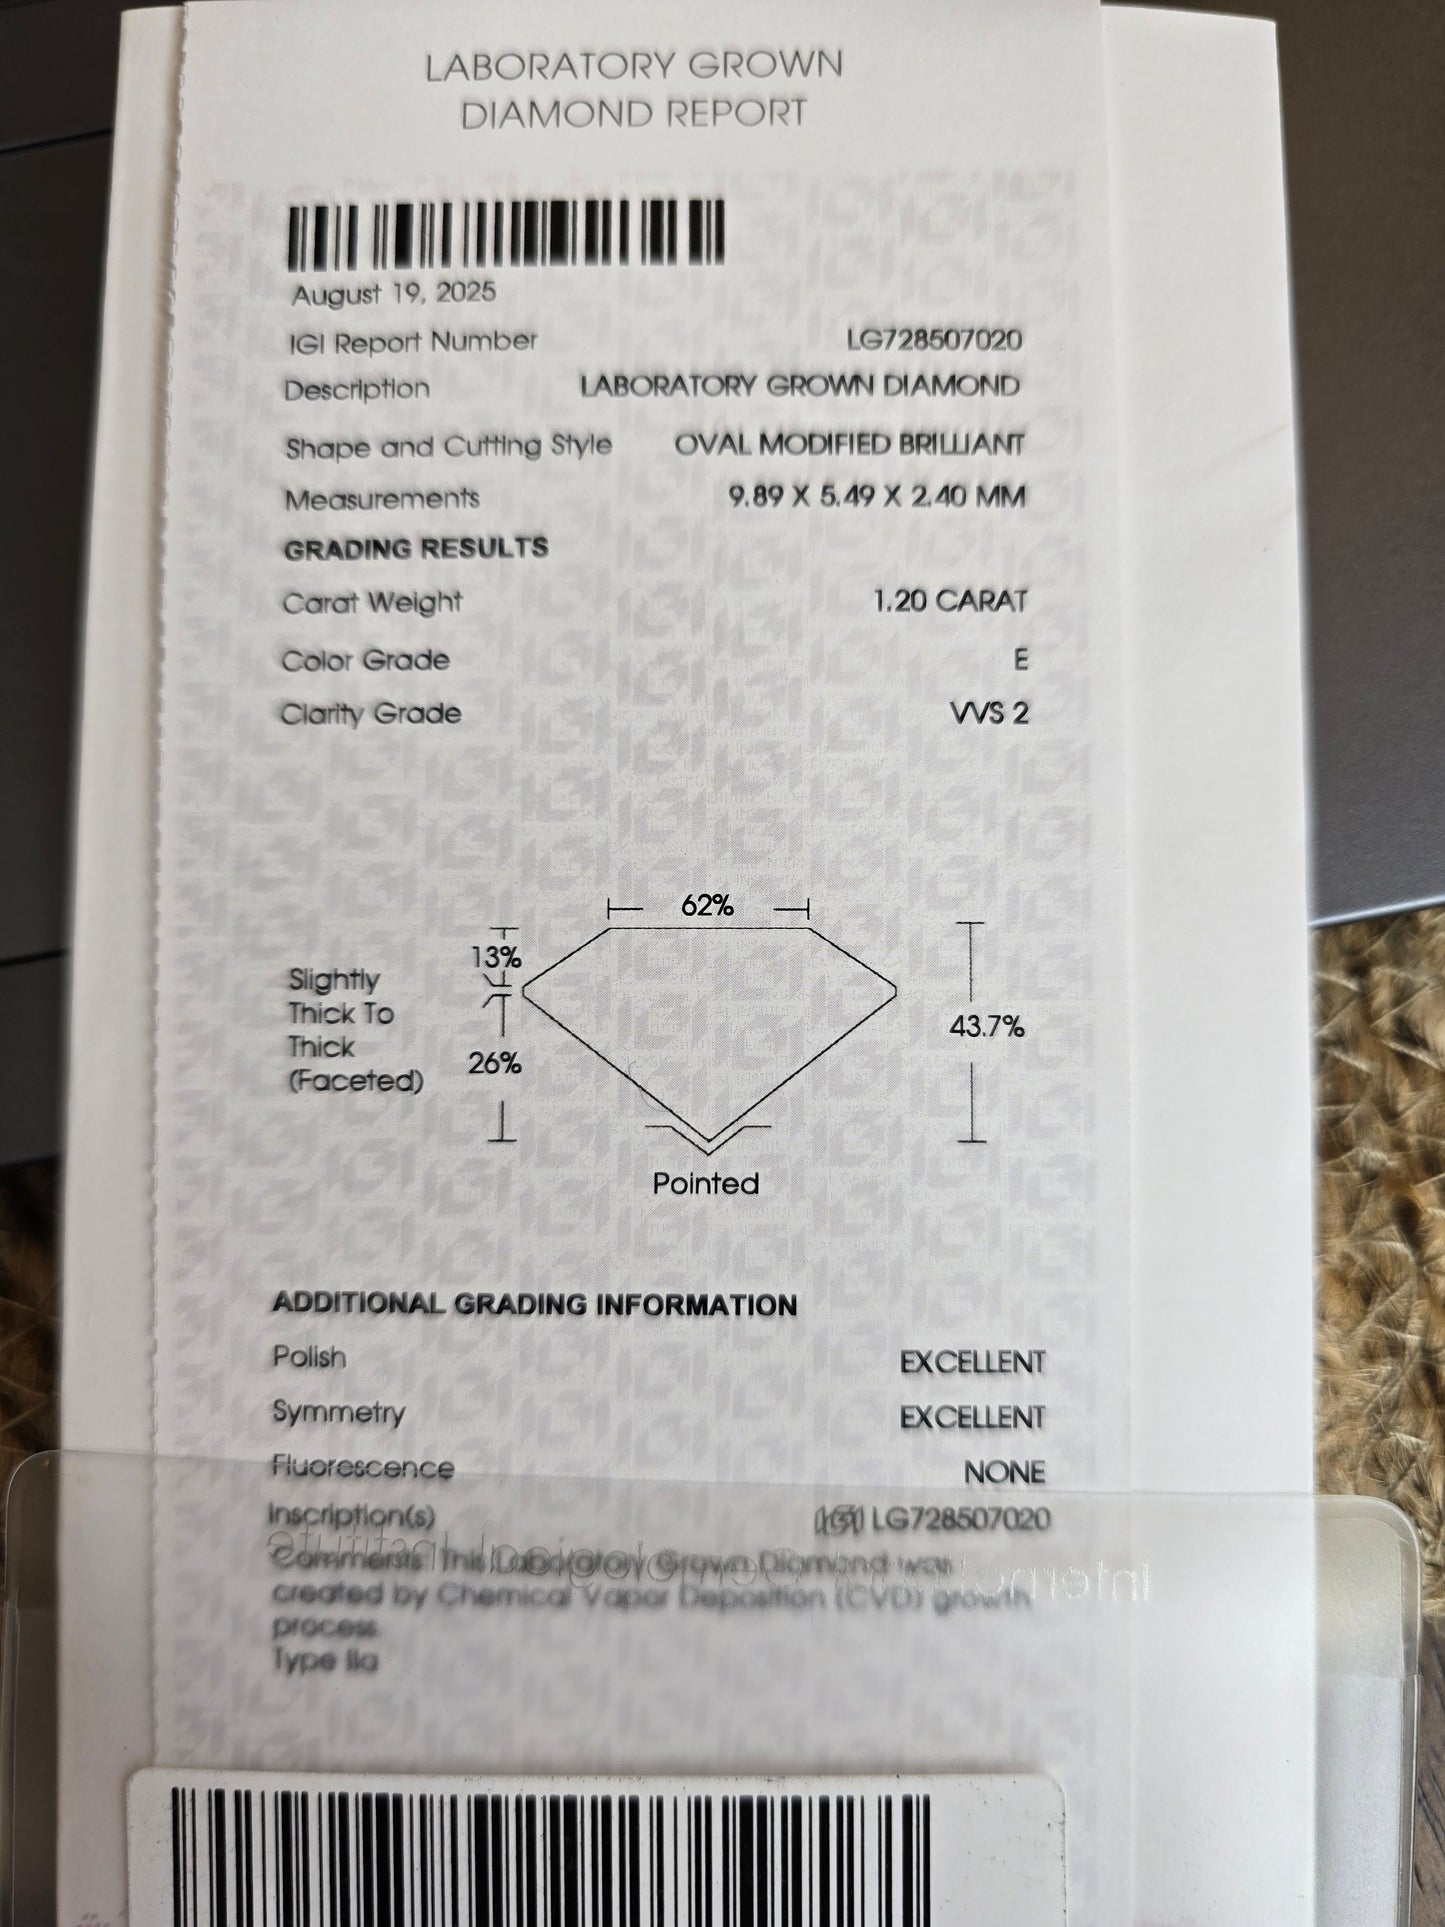 LABORATORY GROWN
DIAMOND REPORT
August 19, 2025
IGI Report Number LG728507020
Description LABORATORY GROWN DIAMOND
Shape and Cutting Style OVAL MODIFIED BRILLIANT
Measurements 9.89 X 5.49 X 2.40 MM
GRADING RESULTS
Carat Weight 1.20 CARAT
Color Grade E
Clarity Grade VVS 2
62%
13%
Slightly
Thick To
Thick
(Faceted)
26%
43.7%
Pointed
ADDITIONAL GRADING INFORMATION
Polish EXCELLENT
Symmetry EXCELLENT
Fluorescence NONE
Inscription(s) IGI LG728507020
International Gemological Institute
Comments: This Laboratory Grown Diamond was
created by Chemical Vapor Deposition (CVD) growth
process.
Type IIa